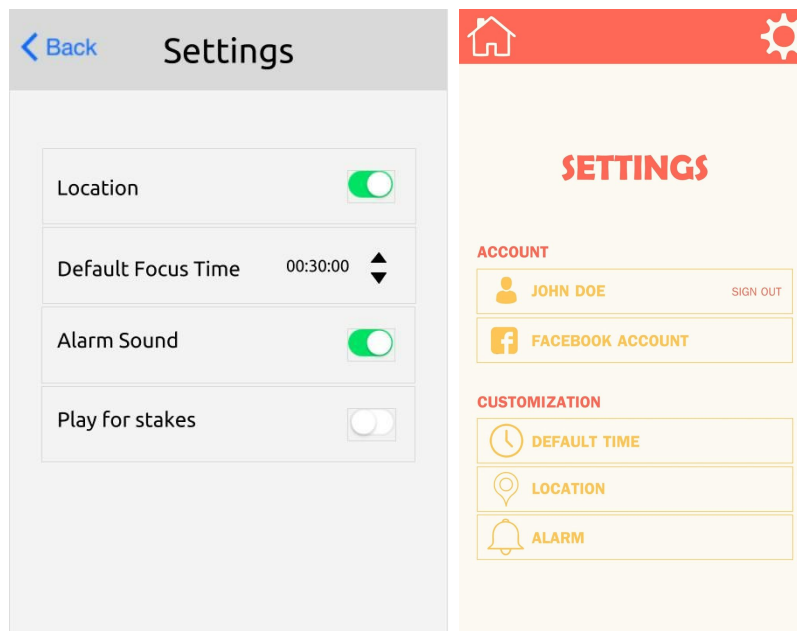 Back Settings
Location
Default Focus Time 00:30:00
Alarm Sound
Play for stakes
SETTINGS
ACCOUNT
JOHN DOE SIGN OUT
FACEBOOK ACCOUNT
CUSTOMIZATION
DEFAULT TIME
LOCATION
ALARM